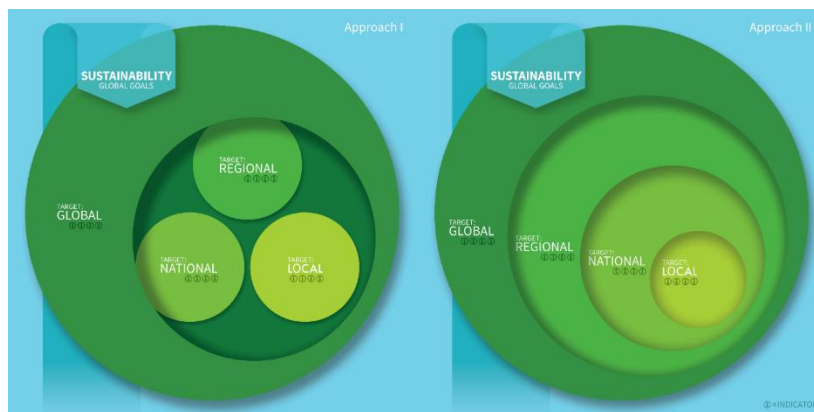 Approach I
SUSTAINABILITY
GLOBAL GOALS
TARGET:
REGIONAL
TARGET:
GLOBAL
TARGET:
NATIONAL
TARGET:
LOCAL
Approach II
SUSTAINABILITY
GLOBAL GOALS
TARGET:
GLOBAL
TARGET:
REGIONAL
TARGET:
NATIONAL
TARGET:
LOCAL
ⓘ = INDICATOR